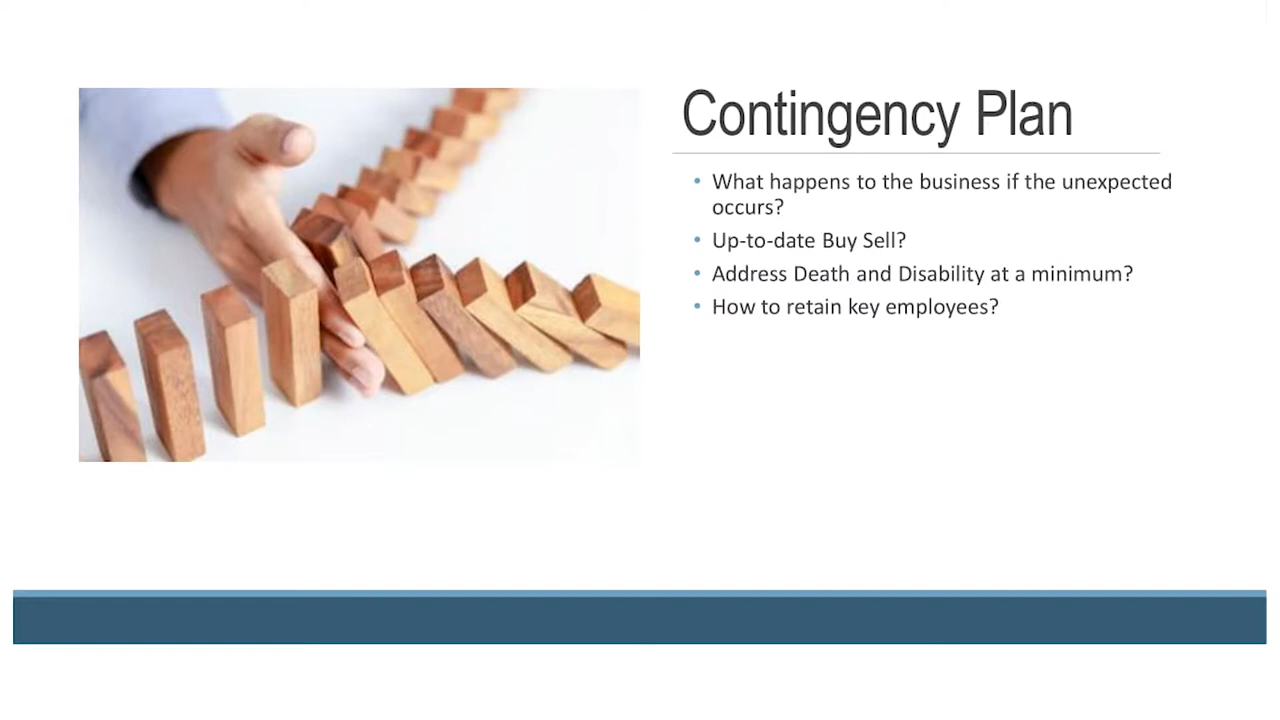 Contingency Plan
• What happens to the business if the unexpected
occurs?
• Up-to-date Buy Sell?
• Address Death and Disability at a minimum?
• How to retain key employees?